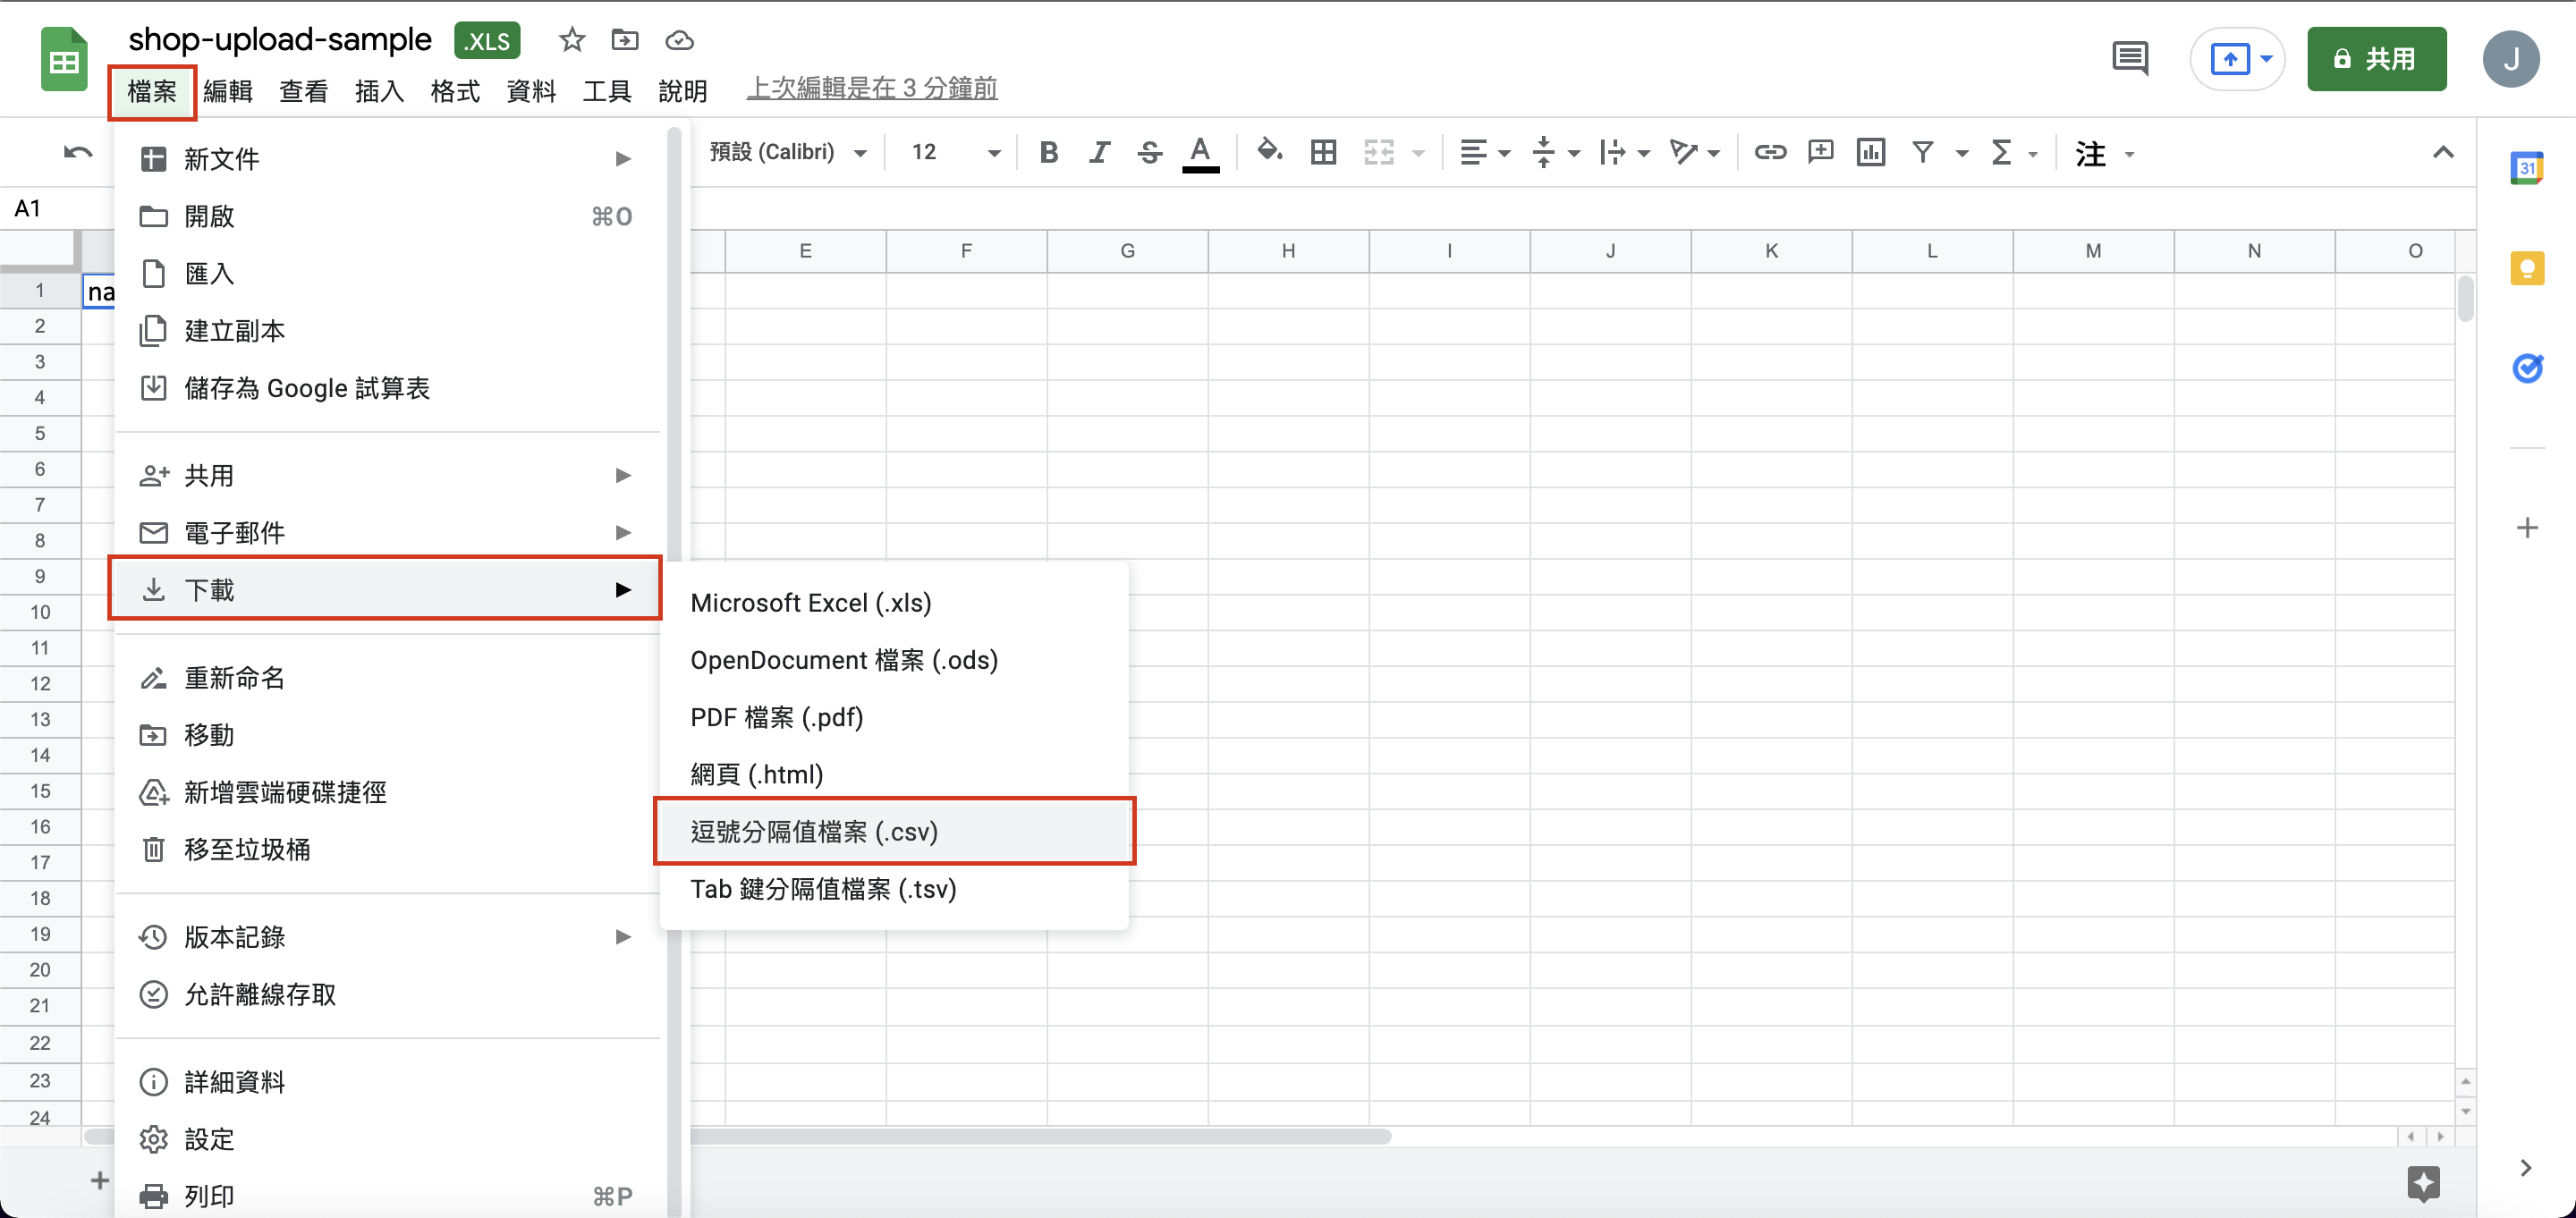 shop-upload-sample .XLS
檔案 編輯 查看 插入 格式 資料 工具 說明 上次編輯是在 3 分鐘前
共用
J
預設 (Calibri) 12 B I S A 注
31
A1
E F G H I J K L M N O
na
1
2
3
4
5
6
7
8
9
10
11
12
13
14
15
16
17
18
19
20
21
22
23
24
新文件
開啟 ⌘O
匯入
建立副本
儲存為 Google 試算表
共用
電子郵件
下載
重新命名
移動
新增雲端硬碟捷徑
移至垃圾桶
版本記錄
允許離線存取
詳細資料
設定
列印 ⌘P
Microsoft Excel (.xls)
OpenDocument 檔案 (.ods)
PDF 檔案 (.pdf)
網頁 (.html)
逗號分隔值檔案 (.csv)
Tab 鍵分隔值檔案 (.tsv)